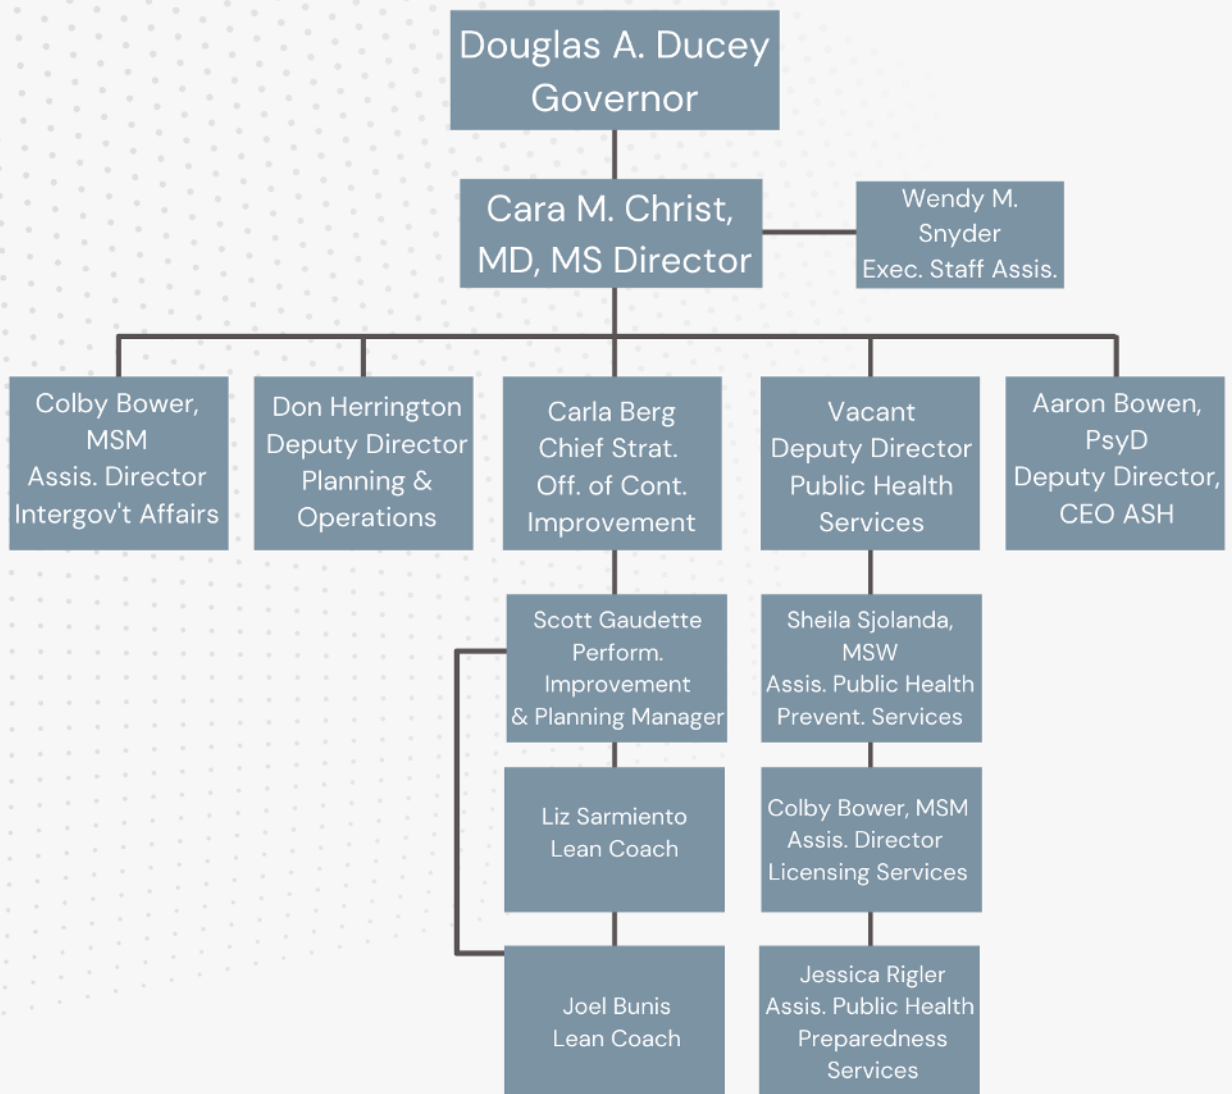 Douglas A. Ducey
Governor
Cara M. Christ,
MD, MS Director
Wendy M.
Snyder
Exec. Staff Assis.
Colby Bower,
MSM
Assis. Director
Intergov't Affairs
Don Herrington
Deputy Director
Planning &
Operations
Carla Berg
Chief Strat.
Off. of Cont.
Improvement
Vacant
Deputy Director
Public Health
Services
Aaron Bowen,
PsyD
Deputy Director,
CEO ASH
Scott Gaudette
Perform.
Improvement
& Planning Manager
Sheila Sjolanda,
MSW
Assis. Public Health
Prevent. Services
Liz Sarmiento
Lean Coach
Colby Bower, MSM
Assis. Director
Licensing Services
Joel Bunis
Lean Coach
Jessica Rigler
Assis. Public Health
Preparedness
Services